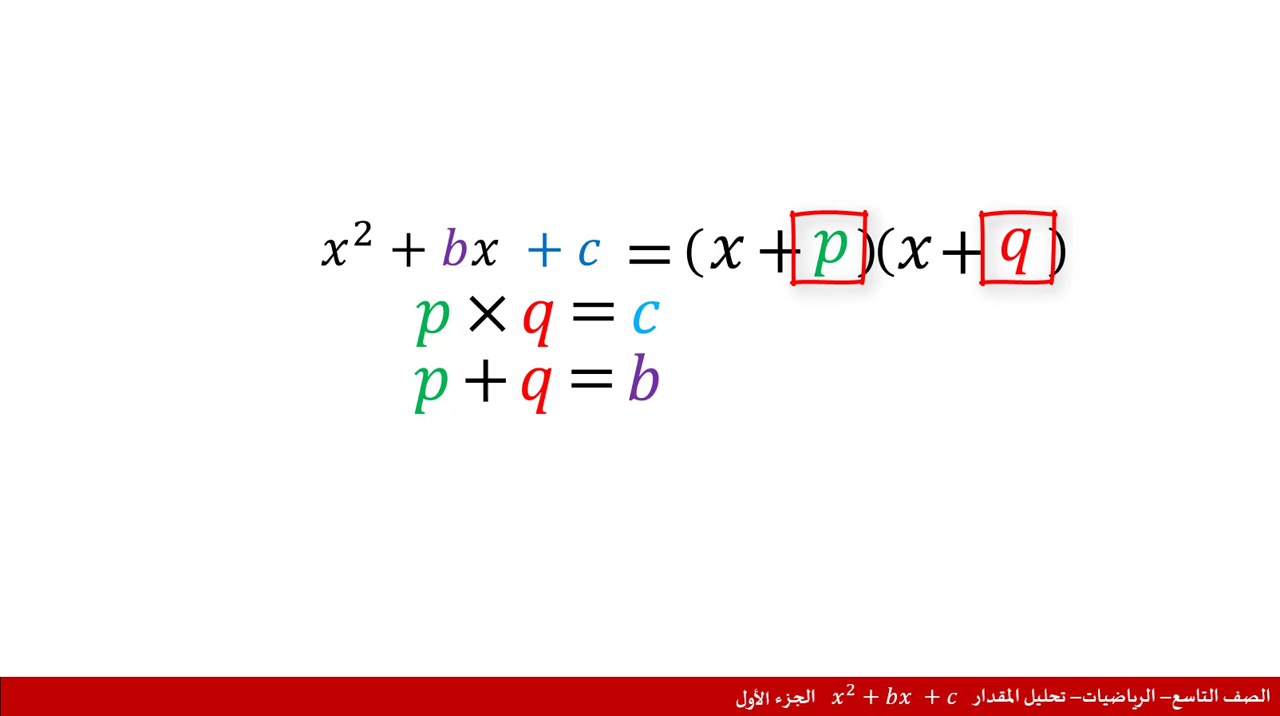 x² + bx + c = (x + p)(x + q)
p × q = c
p + q = b
الصف التاسع– الرياضيات– تحليل المقدار x² + bx + c الجزء الأول